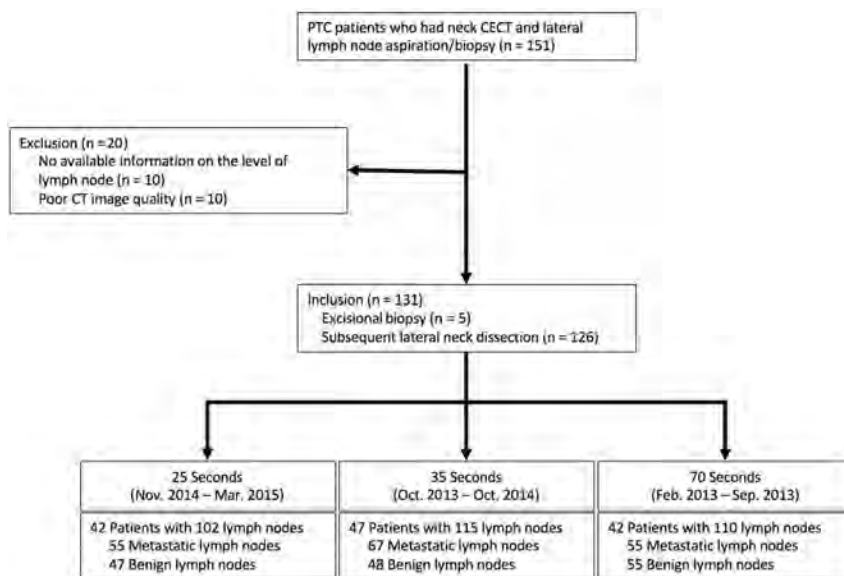 PTC patients who had neck CECT and lateral
lymph node aspiration/biopsy (n = 151)
Exclusion (n =20)
No available information on the level of
lymph node (n = 10)
Poor CT image quality (n = 10)
Inclusion (n = 131)
Excisional biopsy (n = 5)
Subsequent lateral neck dissection (n = 126)
25 Seconds
(Nov. 2014 – Mar. 2015)
42 Patients with 102 lymph nodes
55 Metastatic lymph nodes
47 Benign lymph nodes
35 Seconds
(Oct. 2013 – Oct. 2014)
47 Patients with 115 lymph nodes
67 Metastatic lymph nodes
48 Benign lymph nodes
70 Seconds
(Feb. 2013 – Sep. 2013)
42 Patients with 110 lymph nodes
55 Metastatic lymph nodes
55 Benign lymph nodes